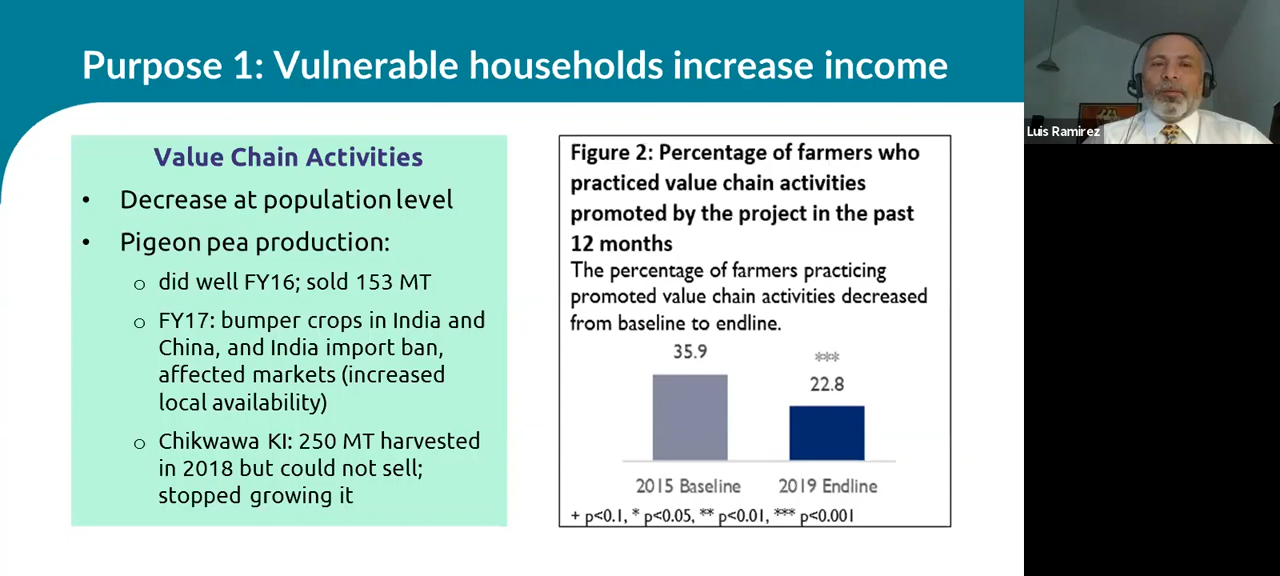 Purpose 1: Vulnerable households increase income
Luis Ramirez
Value Chain Activities
• Decrease at population level
• Pigeon pea production:
o did well FY16; sold 153 MT
o FY17: bumper crops in India and
China, and India import ban,
affected markets (increased
local availability)
o Chikwawa KI: 250 MT harvested
in 2018 but could not sell;
stopped growing it
Figure 2: Percentage of farmers who
practiced value chain activities
promoted by the project in the past
12 months
The percentage of farmers practicing
promoted value chain activities decreased
from baseline to endline.
35.9
***
22.8
2015 Baseline
2019 Endline
+ p<0.1, * p<0.05, ** p<0.01, *** p<0.001